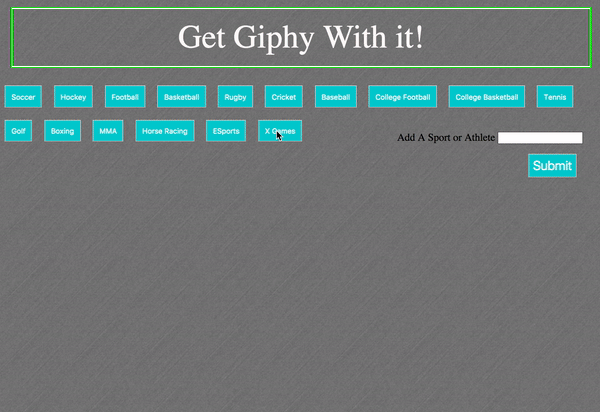 Get Giphy With it!
Soccer Hockey Football Basketball Rugby Cricket Baseball College Football College Basketball Tennis
Golf Boxing MMA Horse Racing ESports X Games
Add A Sport or Athlete
Submit